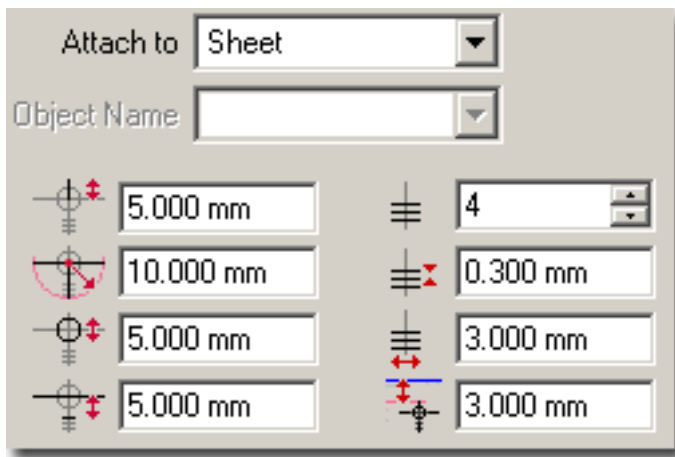 Attach to Sheet
Object Name
5.000 mm 4
10.000 mm 0.300 mm
5.000 mm 3.000 mm
5.000 mm 3.000 mm